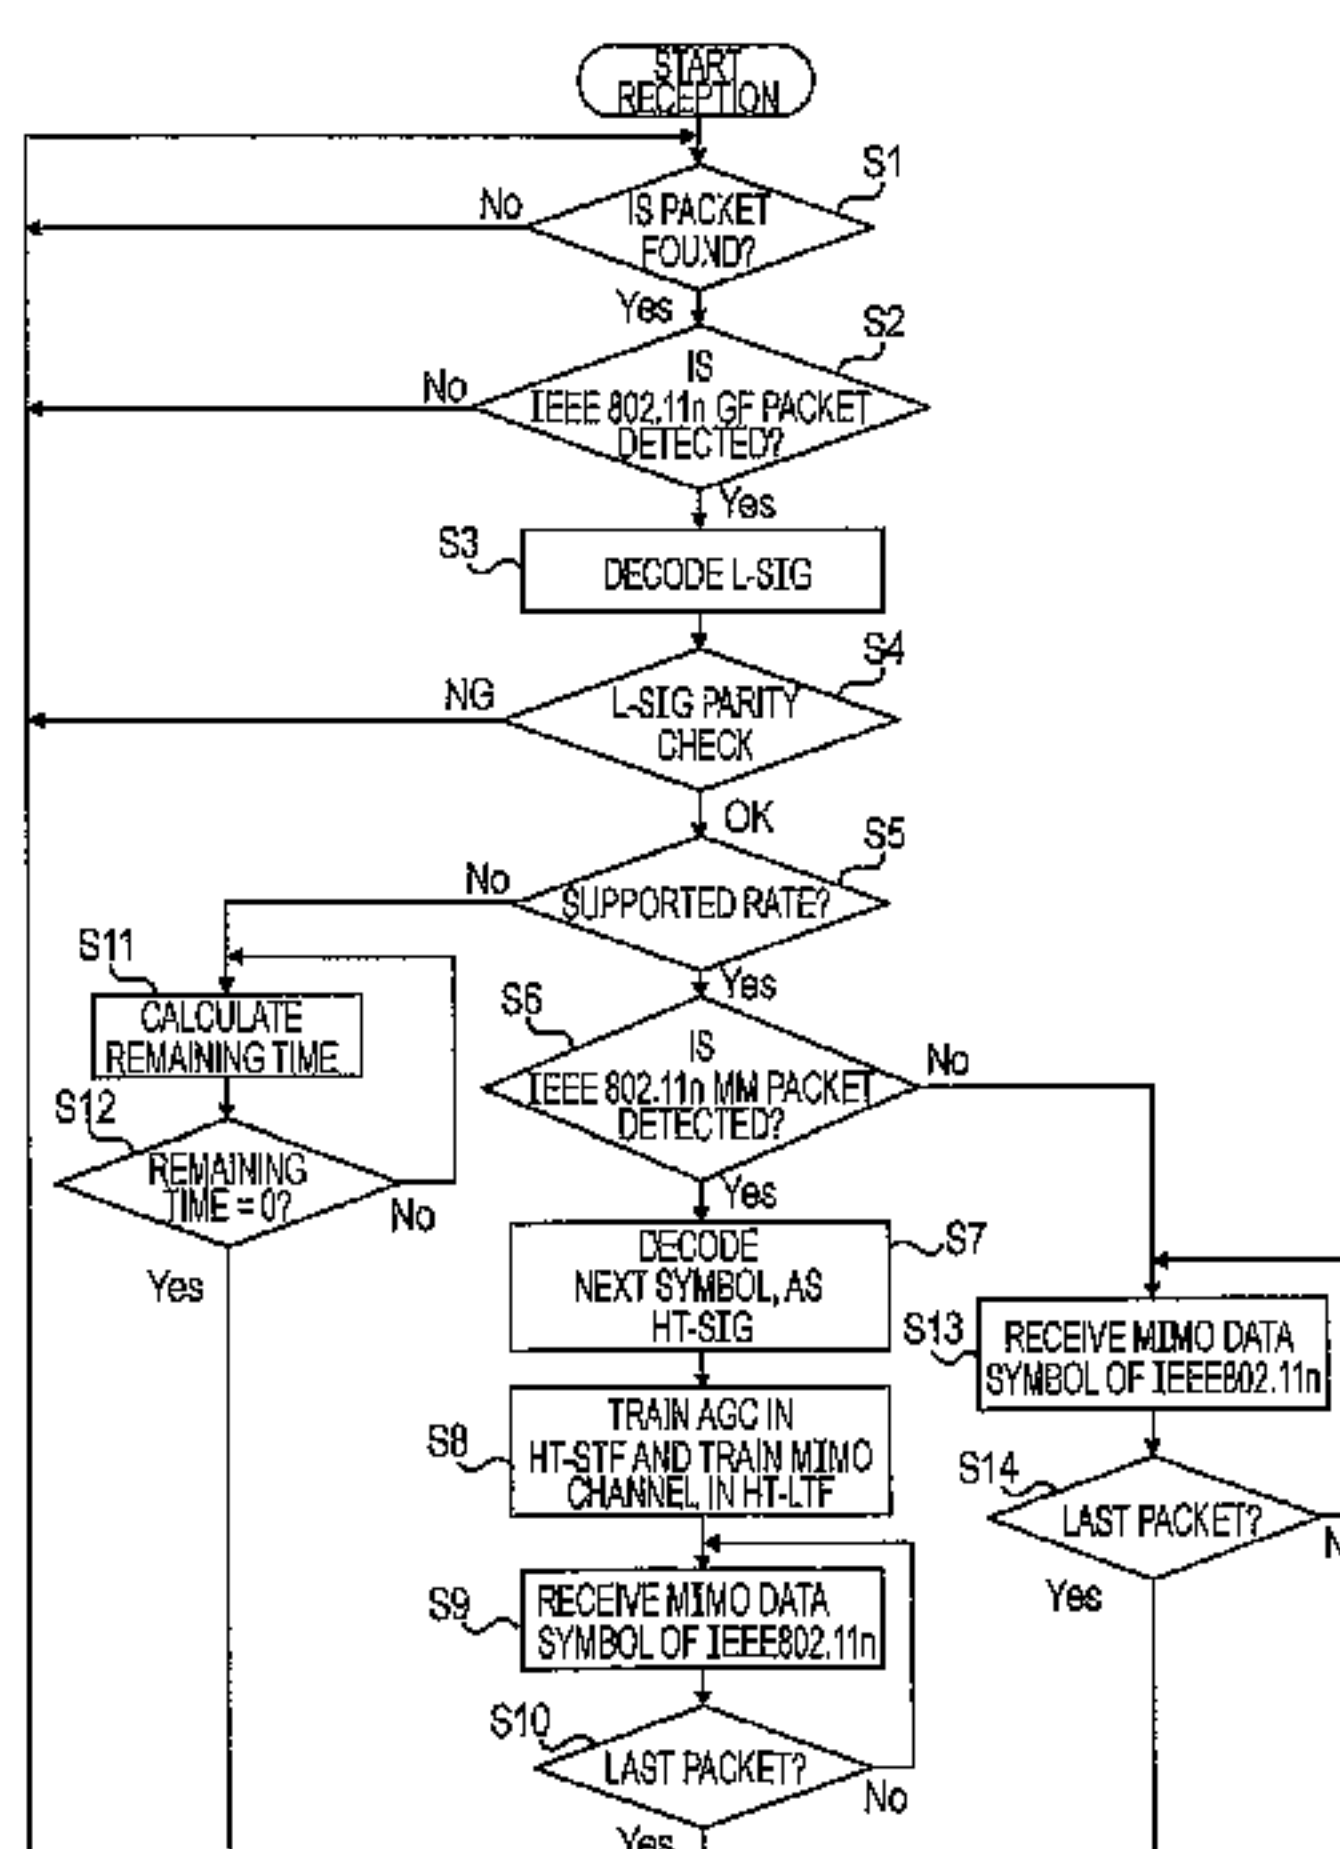 START
RECEPTION
S1
No
IS PACKET
FOUND?
Yes
S2
No
IS
IEEE 802.11n GF PACKET
DETECTED?
Yes
S3
DECODE L-SIG
S4
NG
L-SIG PARITY
CHECK
OK
S5
No
SUPPORTED RATE?
Yes
S11
CALCULATE
REMAINING TIME
S12
REMAINING
TIME = 0?
No
Yes
S6
IS
IEEE 802.11n MM PACKET
DETECTED?
No
Yes
S7
DECODE
NEXT SYMBOL, AS
HT-SIG
S13
RECEIVE MIMO DATA
SYMBOL OF IEEE802.11n
S8
TRAIN AGC IN
HT-STF AND TRAIN MIMO
CHANNEL IN HT-LTF
S14
LAST PACKET?
Yes
S9
RECEIVE MIMO DATA
SYMBOL OF IEEE802.11n
S10
LAST PACKET?
No
Yes